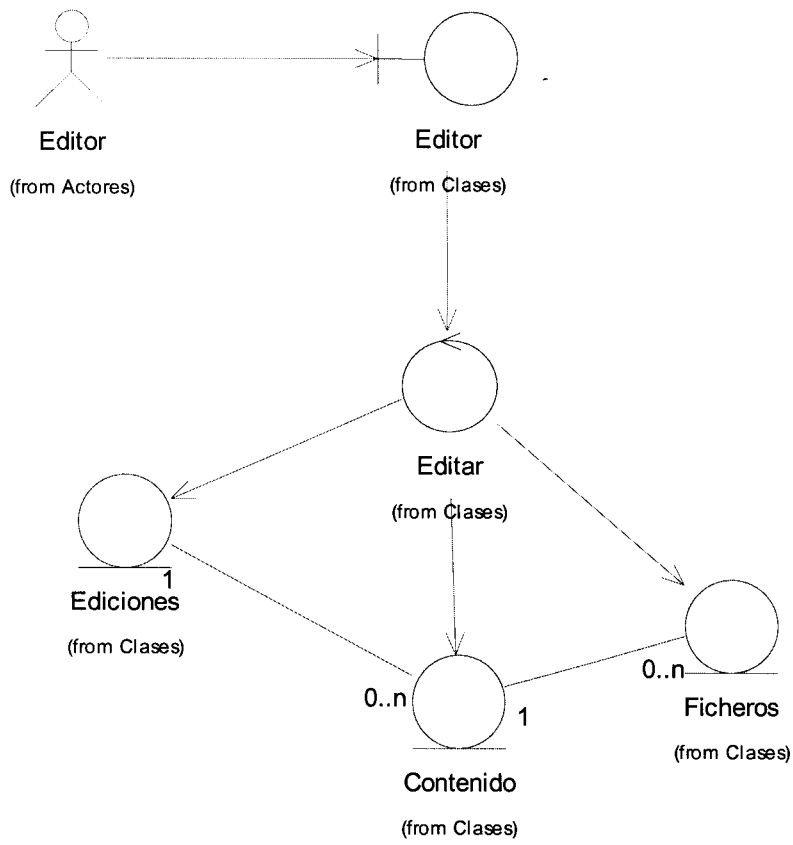 Editor
(from Actores)
Editor
(from Clases)
Editar
(from Clases)
1
Ediciones
(from Clases)
0..n
1
Contenido
(from Clases)
0..n
Ficheros
(from Clases)